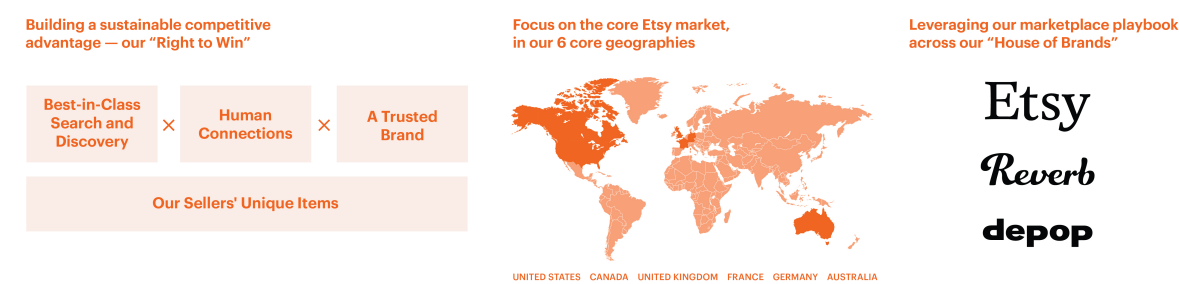 Building a sustainable competitive
advantage — our “Right to Win”
Best-in-Class
Search and
Discovery
×
Human
Connections
×
A Trusted
Brand
Our Sellers' Unique Items
Focus on the core Etsy market,
in our 6 core geographies
UNITED STATES CANADA UNITED KINGDOM FRANCE GERMANY AUSTRALIA
Leveraging our marketplace playbook
across our “House of Brands”
Etsy
Reverb
depop